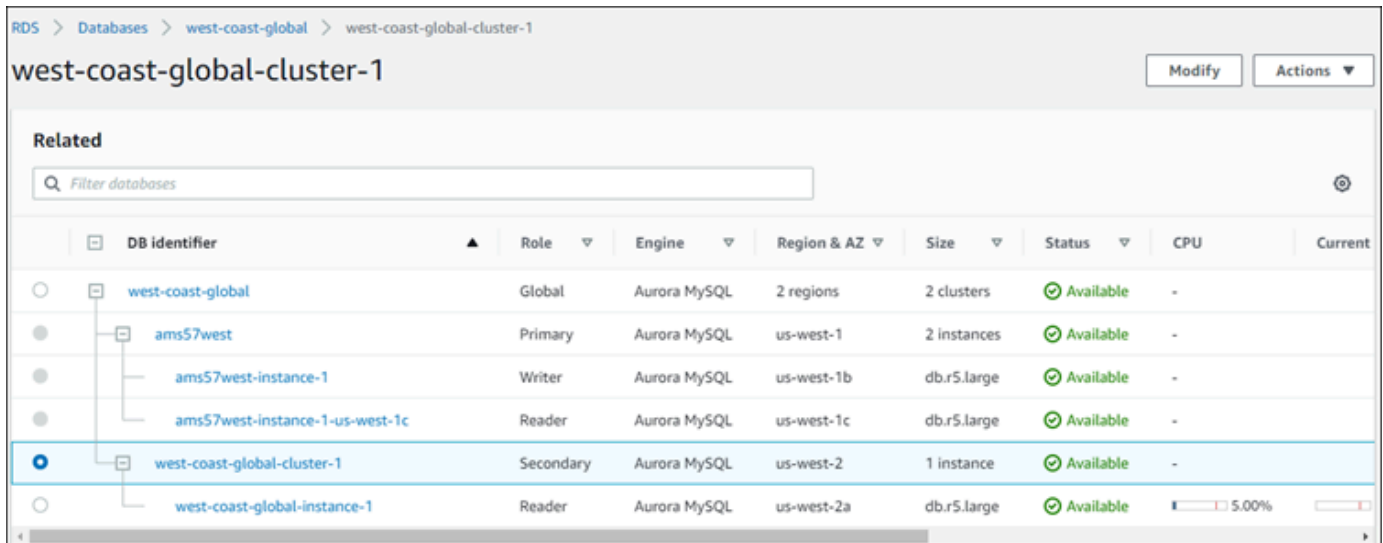 RDS > Databases > west-coast-global > west-coast-global-cluster-1
west-coast-global-cluster-1 Modify Actions
Related
Filter databases
DB identifier Role Engine Region & AZ Size Status CPU Current
west-coast-global Global Aurora MySQL 2 regions 2 clusters Available -
ams57west Primary Aurora MySQL us-west-1 2 instances Available -
ams57west-instance-1 Writer Aurora MySQL us-west-1b db.r5.large Available -
ams57west-instance-1-us-west-1c Reader Aurora MySQL us-west-1c db.r5.large Available -
west-coast-global-cluster-1 Secondary Aurora MySQL us-west-2 1 instance Available -
west-coast-global-instance-1 Reader Aurora MySQL us-west-2a db.r5.large Available 5.00%